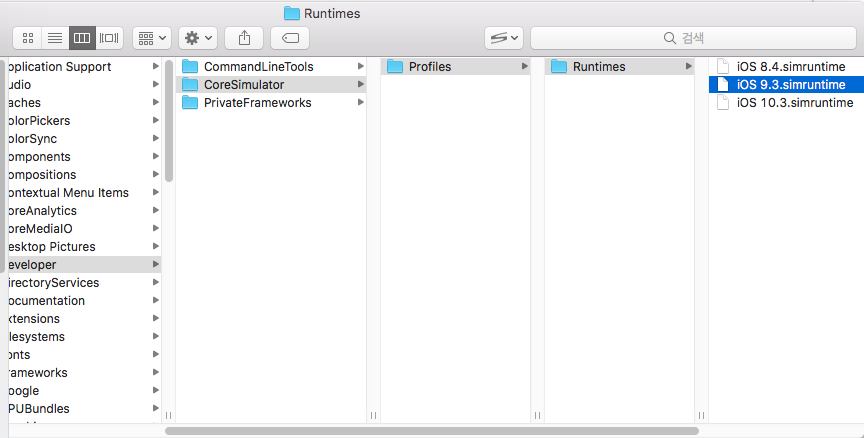 Runtimes
검색
pplication Support
udio
aches
olorPickers
olorSync
omponents
ompositions
ontextual Menu Items
oreAnalytics
oreMediaIO
esktop Pictures
eveloper
irectoryServices
ocumentation
xtensions
lesystems
onts
rameworks
oogle
PUBundles
CommandLineTools
CoreSimulator
PrivateFrameworks
Profiles
Runtimes
iOS 8.4.simruntime
iOS 9.3.simruntime
iOS 10.3.simruntime